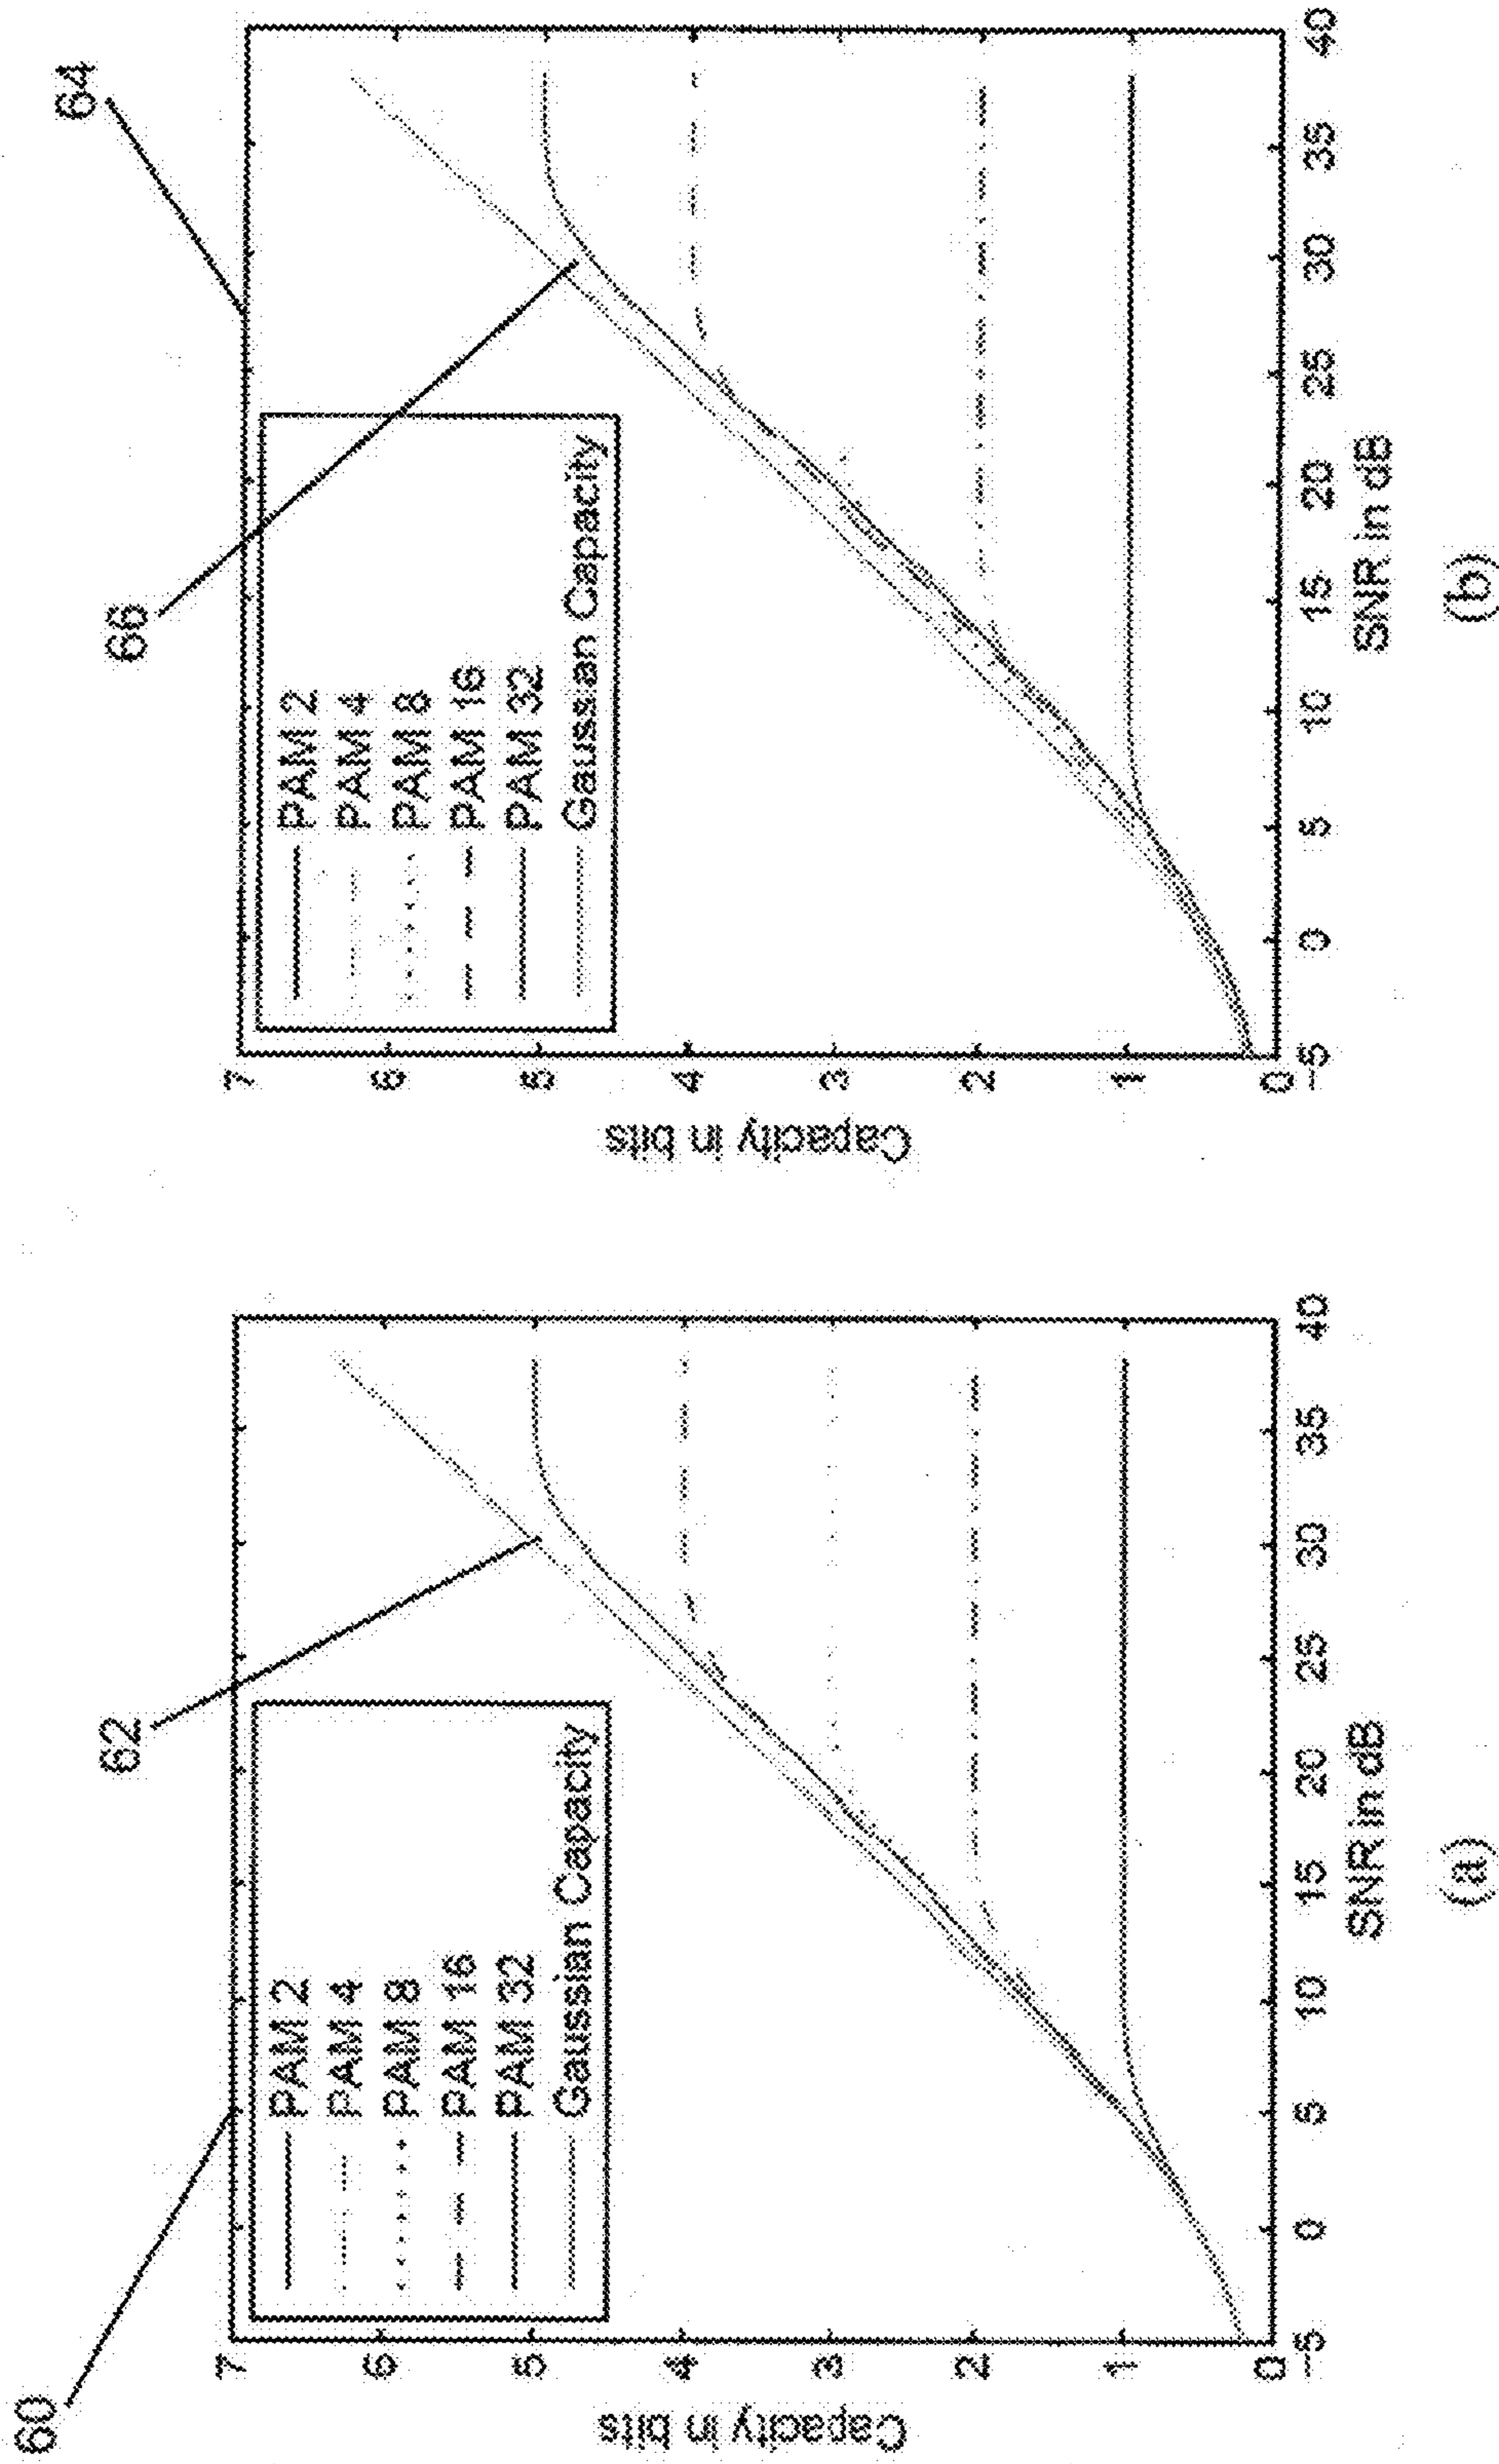 60
62
Capacity in bits
7
6
5
4
3
2
1
0
PAM 2
PAM 4
PAM 8
PAM 16
PAM 32
Gaussian Capacity
-5 0 5 10 15 20 25 30 35 40
SNR in dB
(a)
66
64
Capacity in bits
7
6
5
4
3
2
1
0
PAM 2
PAM 4
PAM 8
PAM 16
PAM 32
Gaussian Capacity
-5 0 5 10 15 20 25 30 35 40
SNR in dB
(b)